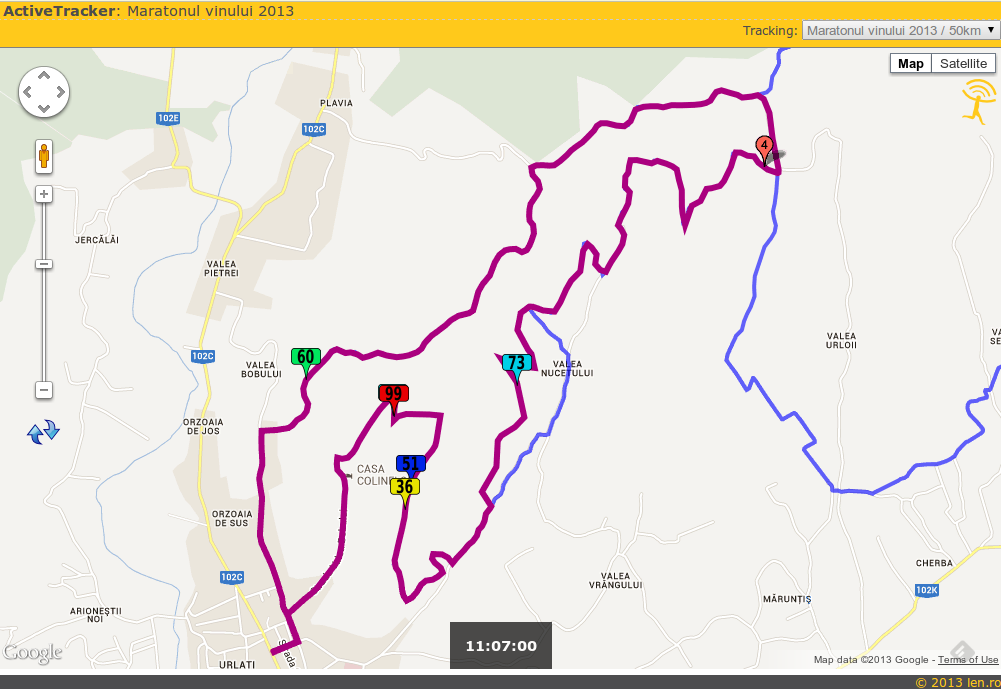 ActiveTracker: Maratonul vinului 2013
Tracking: Maratonul vinului 2013 / 50km
Map Satellite
PLAVIA
102E
102C
4
JERCĂLĂI
VALEA
PIETREI
102C
VALEA
BOBULUI
60
99
73
VALEA
NUCETULUI
VALEA
URLOII
ORZOAIA
DE JOS
51
CASA
36
ORZOAIA
DE SUS
102C
VALEA
VRÂNGULUI
CHERBA
102K
MĂRUNȚIȘ
ARIONEȘTII
NOI
URLAȚI
11:07:00
Google
Map data ©2013 Google - Terms of Use
© 2013 len.ro